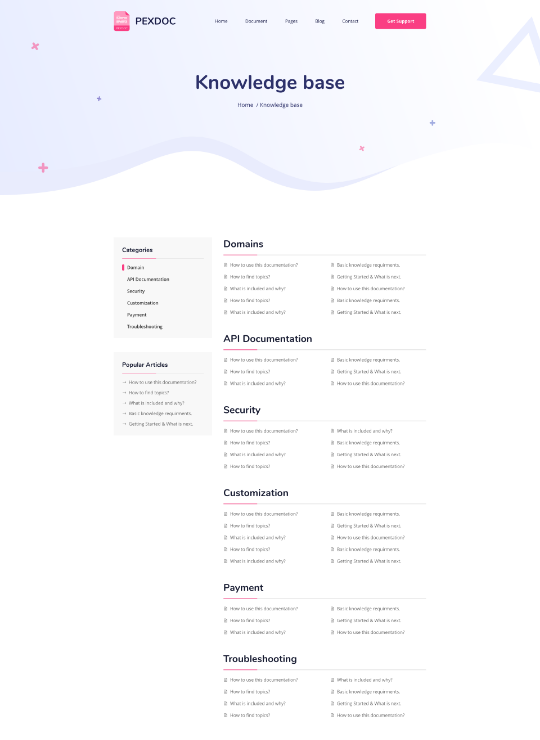 PEXDOC
Home Document Pages Blog Contact Get Support
Knowledge base
Home / Knowledge base
Categories
Domain
API Documentation
Security
Customization
Payment
Troubleshooting
Popular Articles
How to use this documentation?
How to find topics?
What is included and why?
Basic knowledge requirments.
Getting Started & What is next.
Domains
How to use this documentation? Basic knowledge requirments.
How to find topics? Getting Started & What is next.
What is included and why? How to use this documentation?
How to find topics? Basic knowledge requirments.
What is included and why? Getting Started & What is next.
API Documentation
How to use this documentation? Basic knowledge requirments.
How to find topics? Getting Started & What is next.
What is included and why? How to use this documentation?
Security
How to use this documentation? What is included and why?
How to find topics? Basic knowledge requirments.
What is included and why? Getting Started & What is next.
How to find topics? How to use this documentation?
Customization
How to use this documentation? Basic knowledge requirments.
How to find topics? Getting Started & What is next.
What is included and why? How to use this documentation?
How to find topics? Basic knowledge requirments.
What is included and why? Getting Started & What is next.
Payment
How to use this documentation? Basic knowledge requirments.
How to find topics? Getting Started & What is next.
What is included and why? How to use this documentation?
Troubleshooting
How to use this documentation? What is included and why?
How to find topics? Basic knowledge requirments.
What is included and why? Getting Started & What is next.
How to find topics? How to use this documentation?